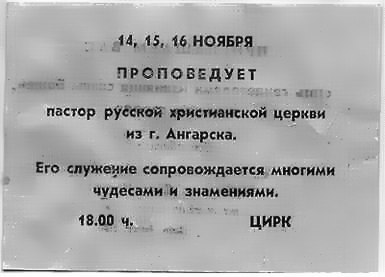 14, 15, 16 НОЯБРЯ
ПРОПОВЕДУЕТ
пастор русской христианской церкви
из г. Ангарска.
Его служение сопровождается многими
чудесами и знамениями.
18.00 ч. ЦИРК